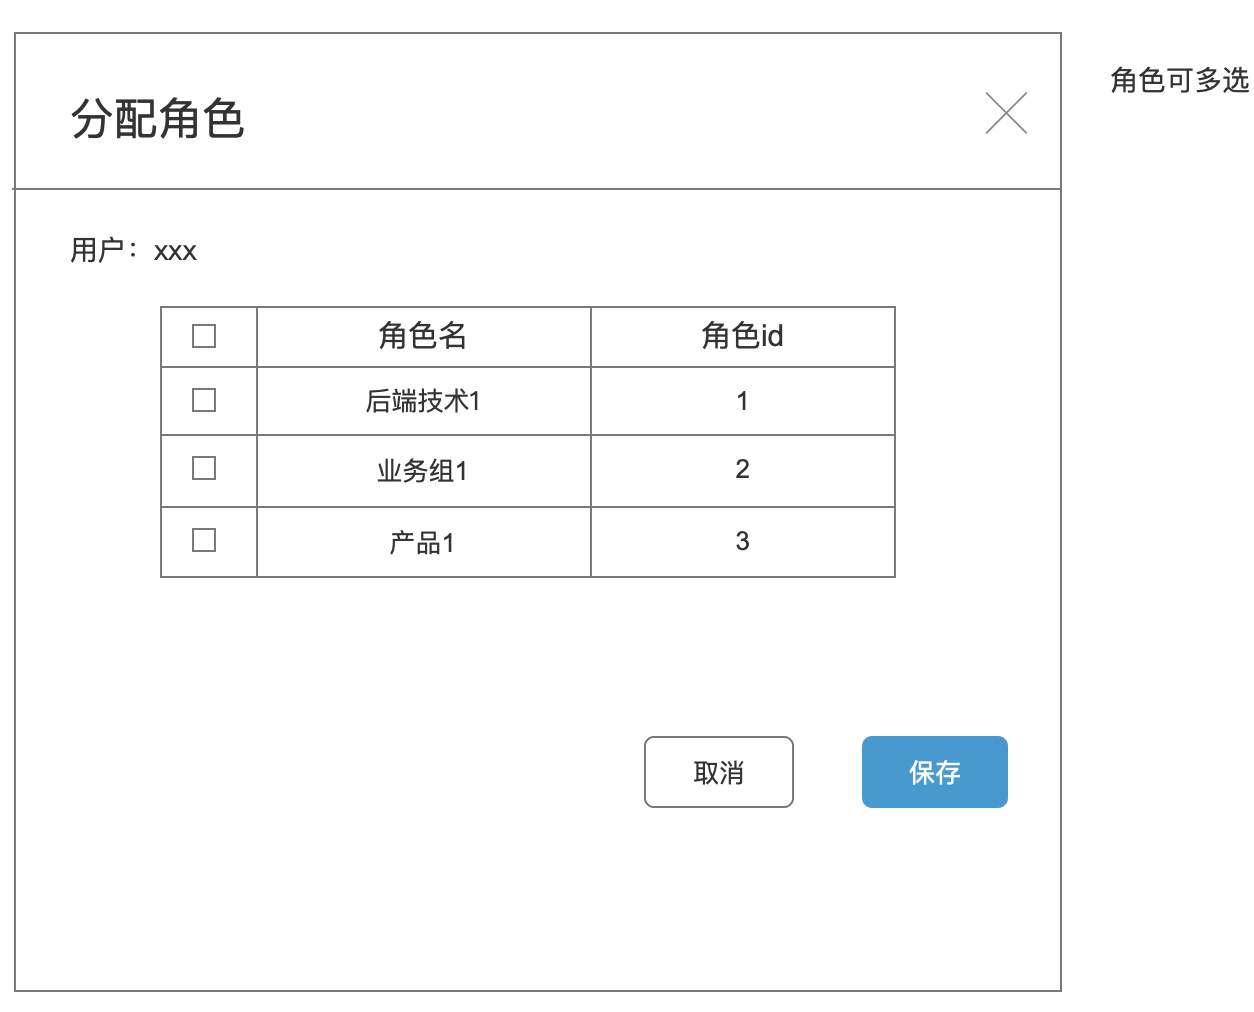 分配角色
角色可多选
用户：xxx
角色名 角色id
后端技术1 1
业务组1 2
产品1 3
取消 保存